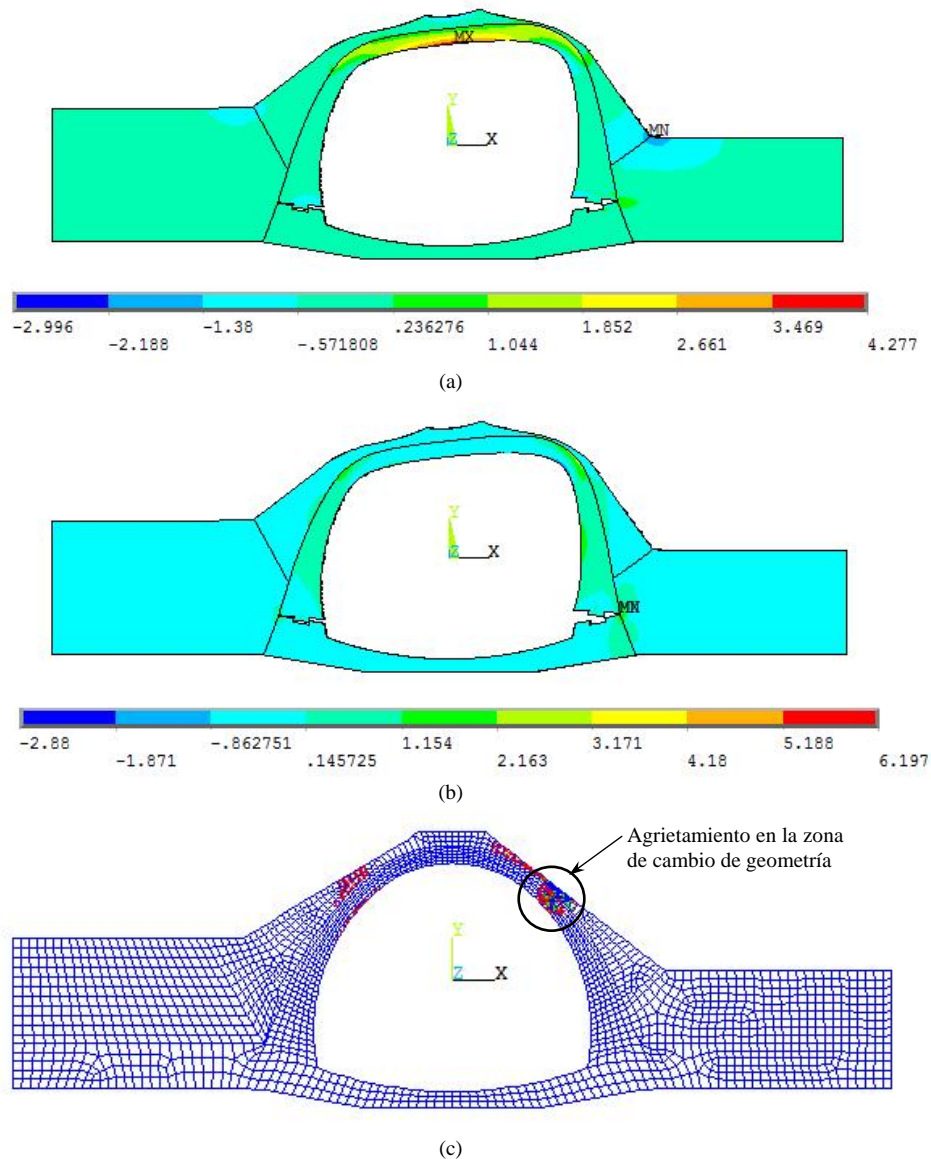 MX
Y
MN
Z X
-2.996 -1.38 .236276 1.852 3.469
-2.188 -.571808 1.044 2.661 4.277
(a)
Y
Z X
MN
-2.88 -.862751 1.154 3.171 5.188
-1.871 .145725 2.163 4.18 6.197
(b)
Agrietamiento en la zona
de cambio de geometría
Y
Z X
(c)